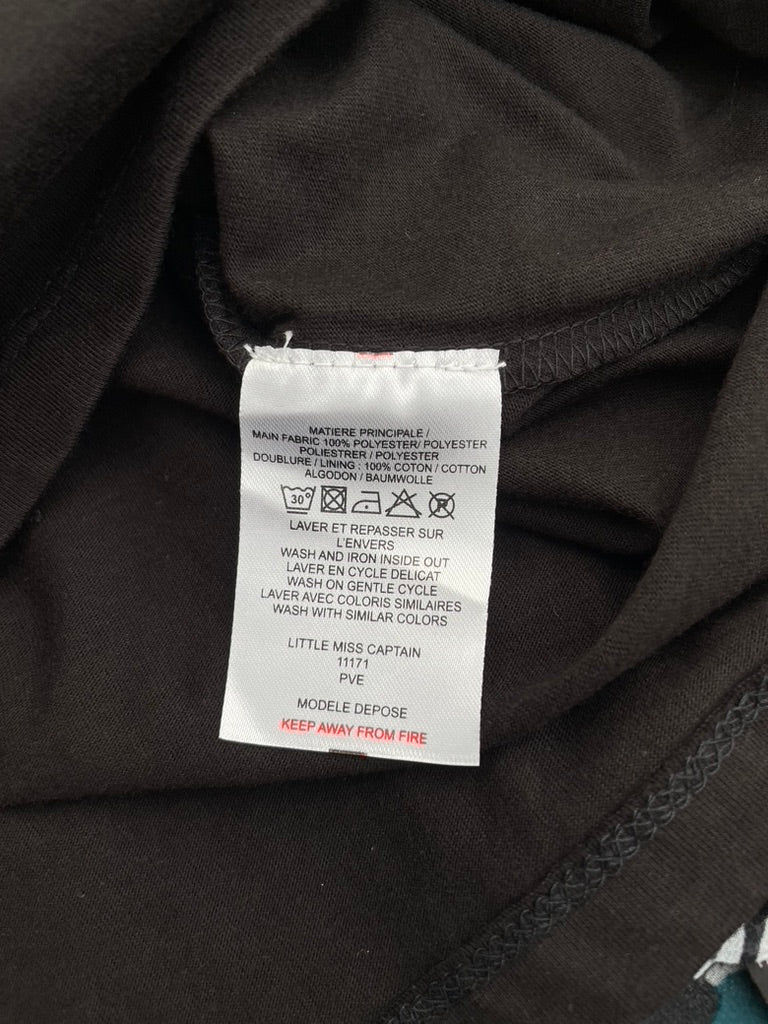 MATIERE PRINCIPALE /
MAIN FABRIC 100% POLYESTER/ POLYESTER
POLIESTRER / POLYESTER
DOUBLURE / LINING : 100% COTON / COTTON
ALGODON / BAUMWOLLE
30°
LAVER ET REPASSER SUR
L'ENVERS
WASH AND IRON INSIDE OUT
LAVER EN CYCLE DELICAT
WASH ON GENTLE CYCLE
LAVER AVEC COLORIS SIMILAIRES
WASH WITH SIMILAR COLORS
LITTLE MISS CAPTAIN
11171
PVE
MODELE DEPOSE
KEEP AWAY FROM FIRE